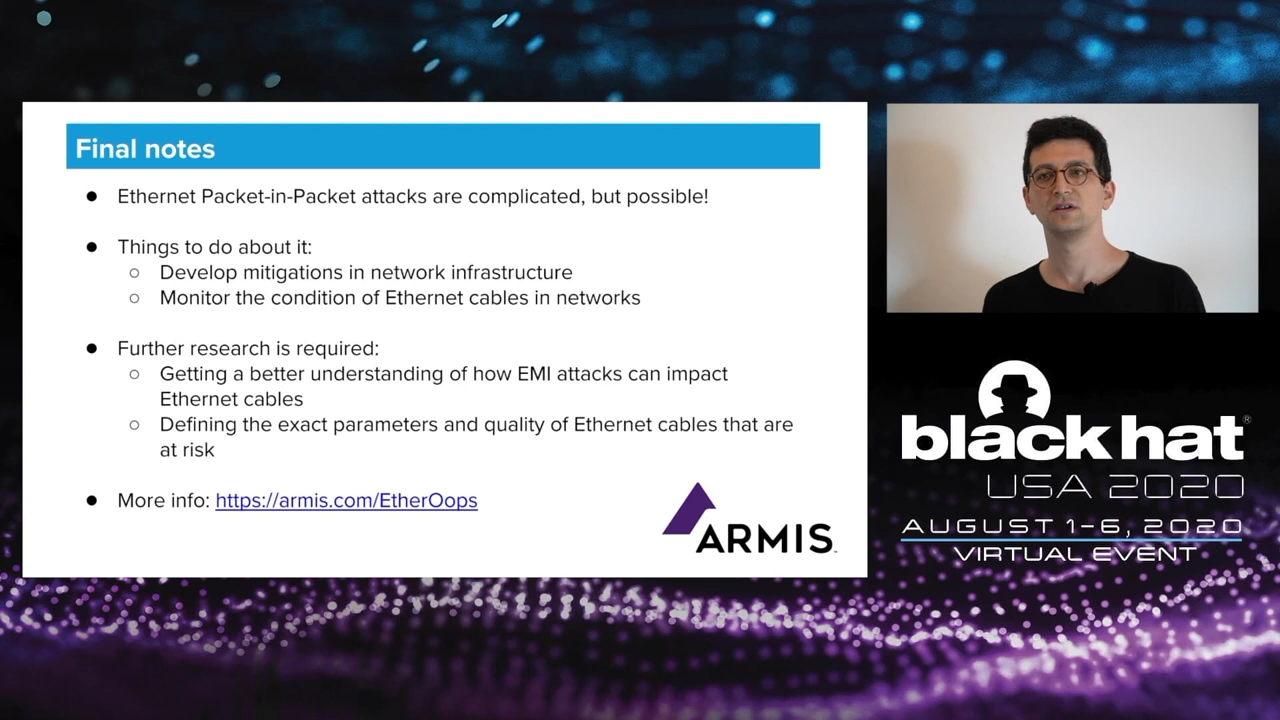 Final notes
● Ethernet Packet-in-Packet attacks are complicated, but possible!
● Things to do about it:
○ Develop mitigations in network infrastructure
○ Monitor the condition of Ethernet cables in networks
● Further research is required:
○ Getting a better understanding of how EMI attacks can impact
Ethernet cables
○ Defining the exact parameters and quality of Ethernet cables that are
at risk
● More info: https://armis.com/EtherOops
ARMIS
black hat®
USA 2020
AUGUST 1-6, 2020
VIRTUAL EVENT